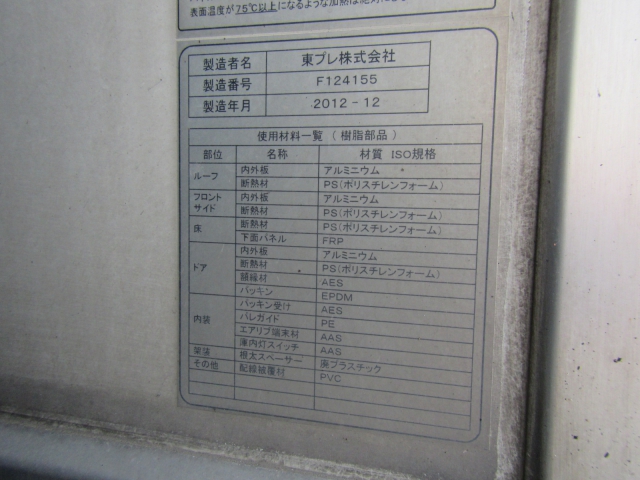 表面温度が75℃以上になるような加熱は絶対に
製造者名 東プレ株式会社
製造番号 F124155
製造年月 2012-12
使用材料一覧(樹脂部品)
部位 名称 材質 ISO規格
ルーフ 内外板 アルミニウム
断熱材 PS(ポリスチレンフォーム)
フロント サイド 内外板 アルミニウム
断熱材 PS(ポリスチレンフォーム)
床 断熱材 PS(ポリスチレンフォーム)
下面パネル FRP
ドア 内外板 アルミニウム
断熱材 PS(ポリスチレンフォーム)
額縁材 AES
パッキン EPDM
内装 パッキン受け AES
バレガイド PE
エアリブ端末材 AAS
庫内灯スイッチ AAS
架装 根太スペーサー 廃プラスチック
その他 配線被覆材 PVC